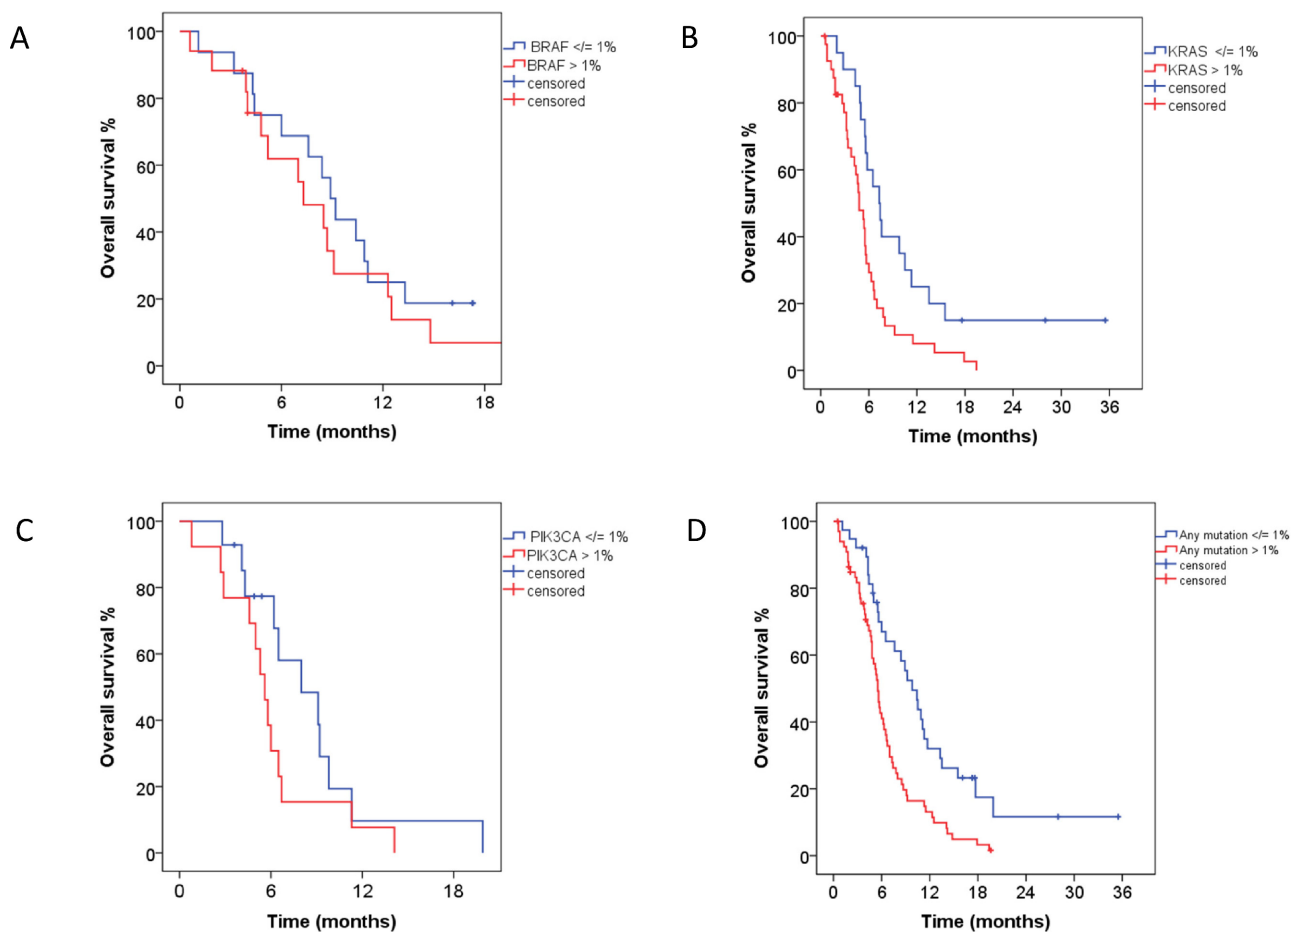 A
100
80
60
40
20
0
Overall survival %
0 6 12 18
Time (months)
BRAF </= 1%
BRAF > 1%
censored
censored
B
100
80
60
40
20
0
Overall survival %
0 6 12 18 24 30 36
Time (months)
KRAS </= 1%
KRAS > 1%
censored
censored
C
100
80
60
40
20
0
Overall survival %
0 6 12 18
Time (months)
PIK3CA </= 1%
PIK3CA > 1%
censored
censored
D
100
80
60
40
20
0
Overall survival %
0 6 12 18 24 30 36
Time (months)
Any mutation </= 1%
Any mutation > 1%
censored
censored